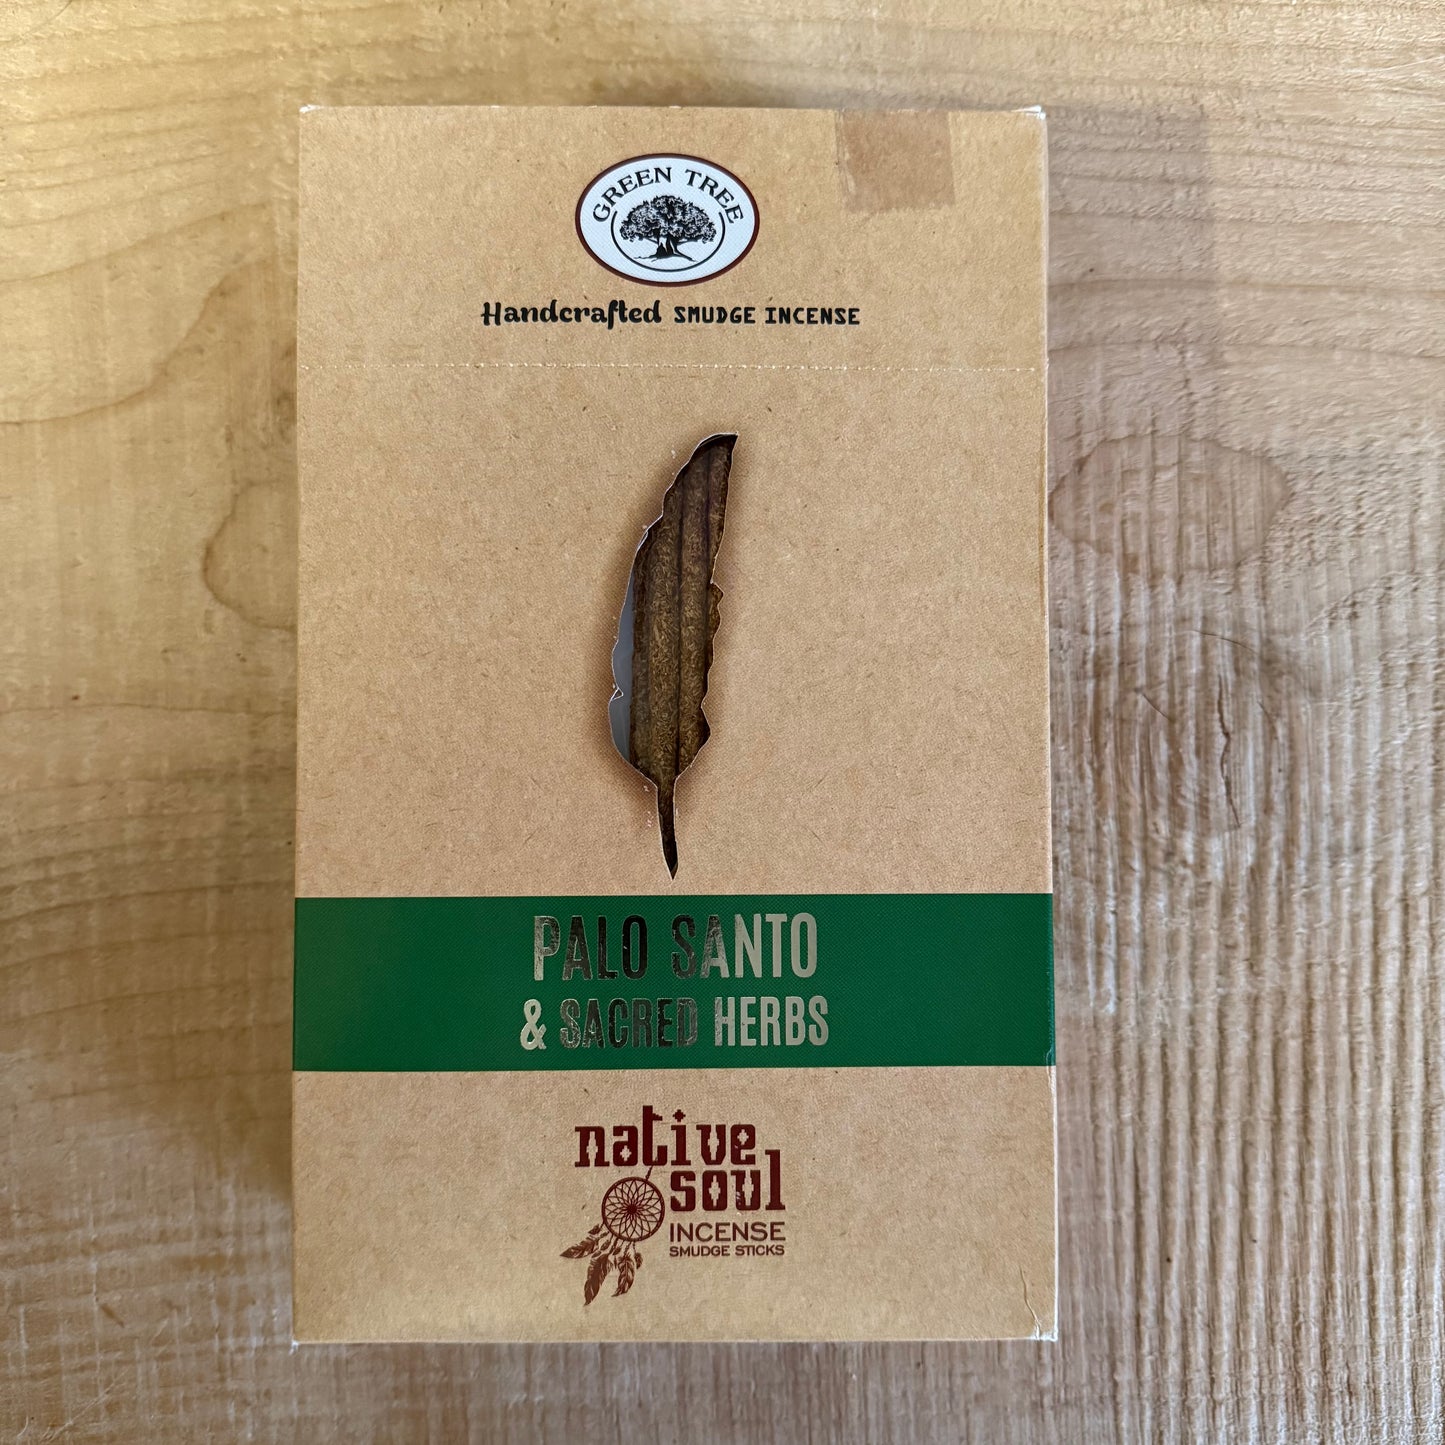 GREEN TREE
Handcrafted SMUDGE INCENSE
PALO SANTO
& SACRED HERBS
native
soul
INCENSE
SMUDGE STICKS